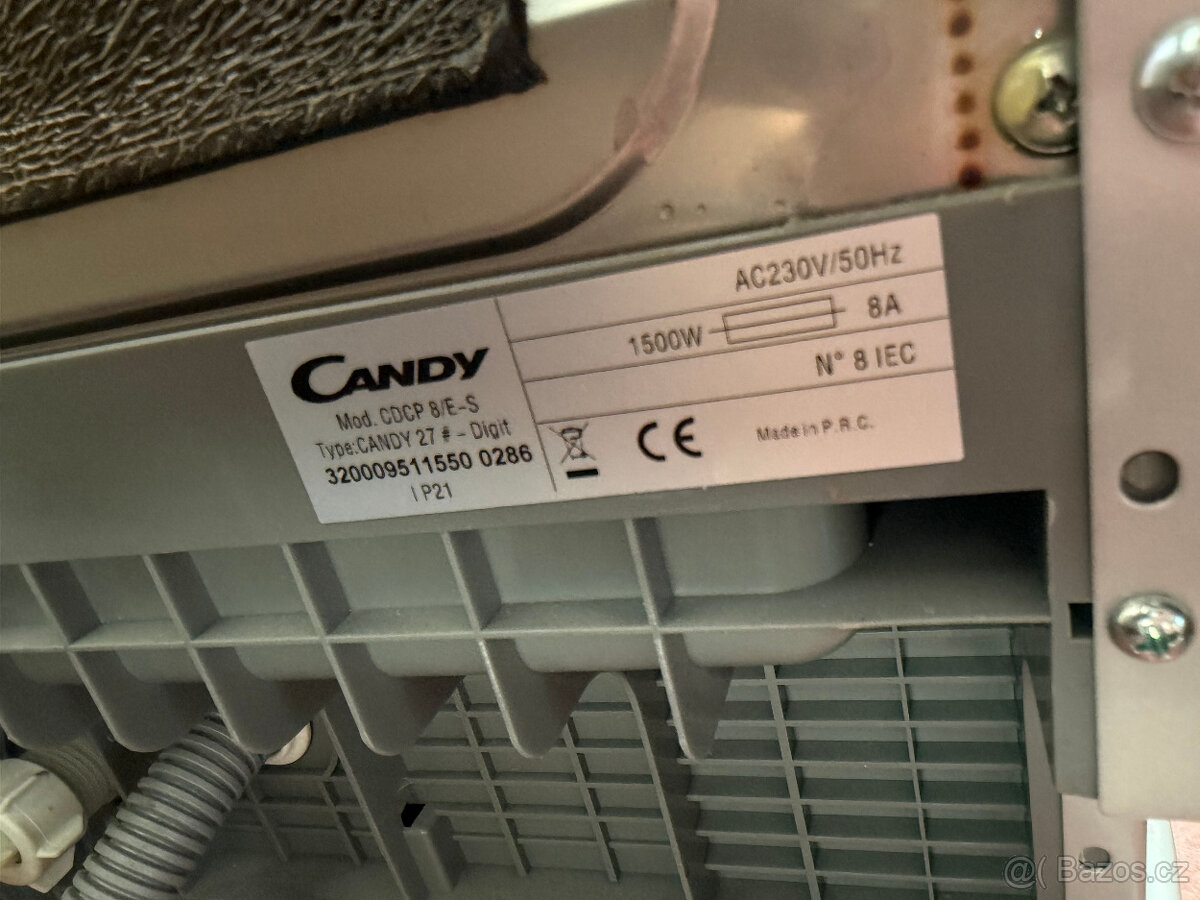 CANDY
Mod. CDCP 8/E-S
Type:CANDY 27 # - Digit
320009511550 0286
IP21
AC230V/50Hz
1500W 8A
N° 8 IEC
CE Made in P.R.C.
@( Bazos.cz